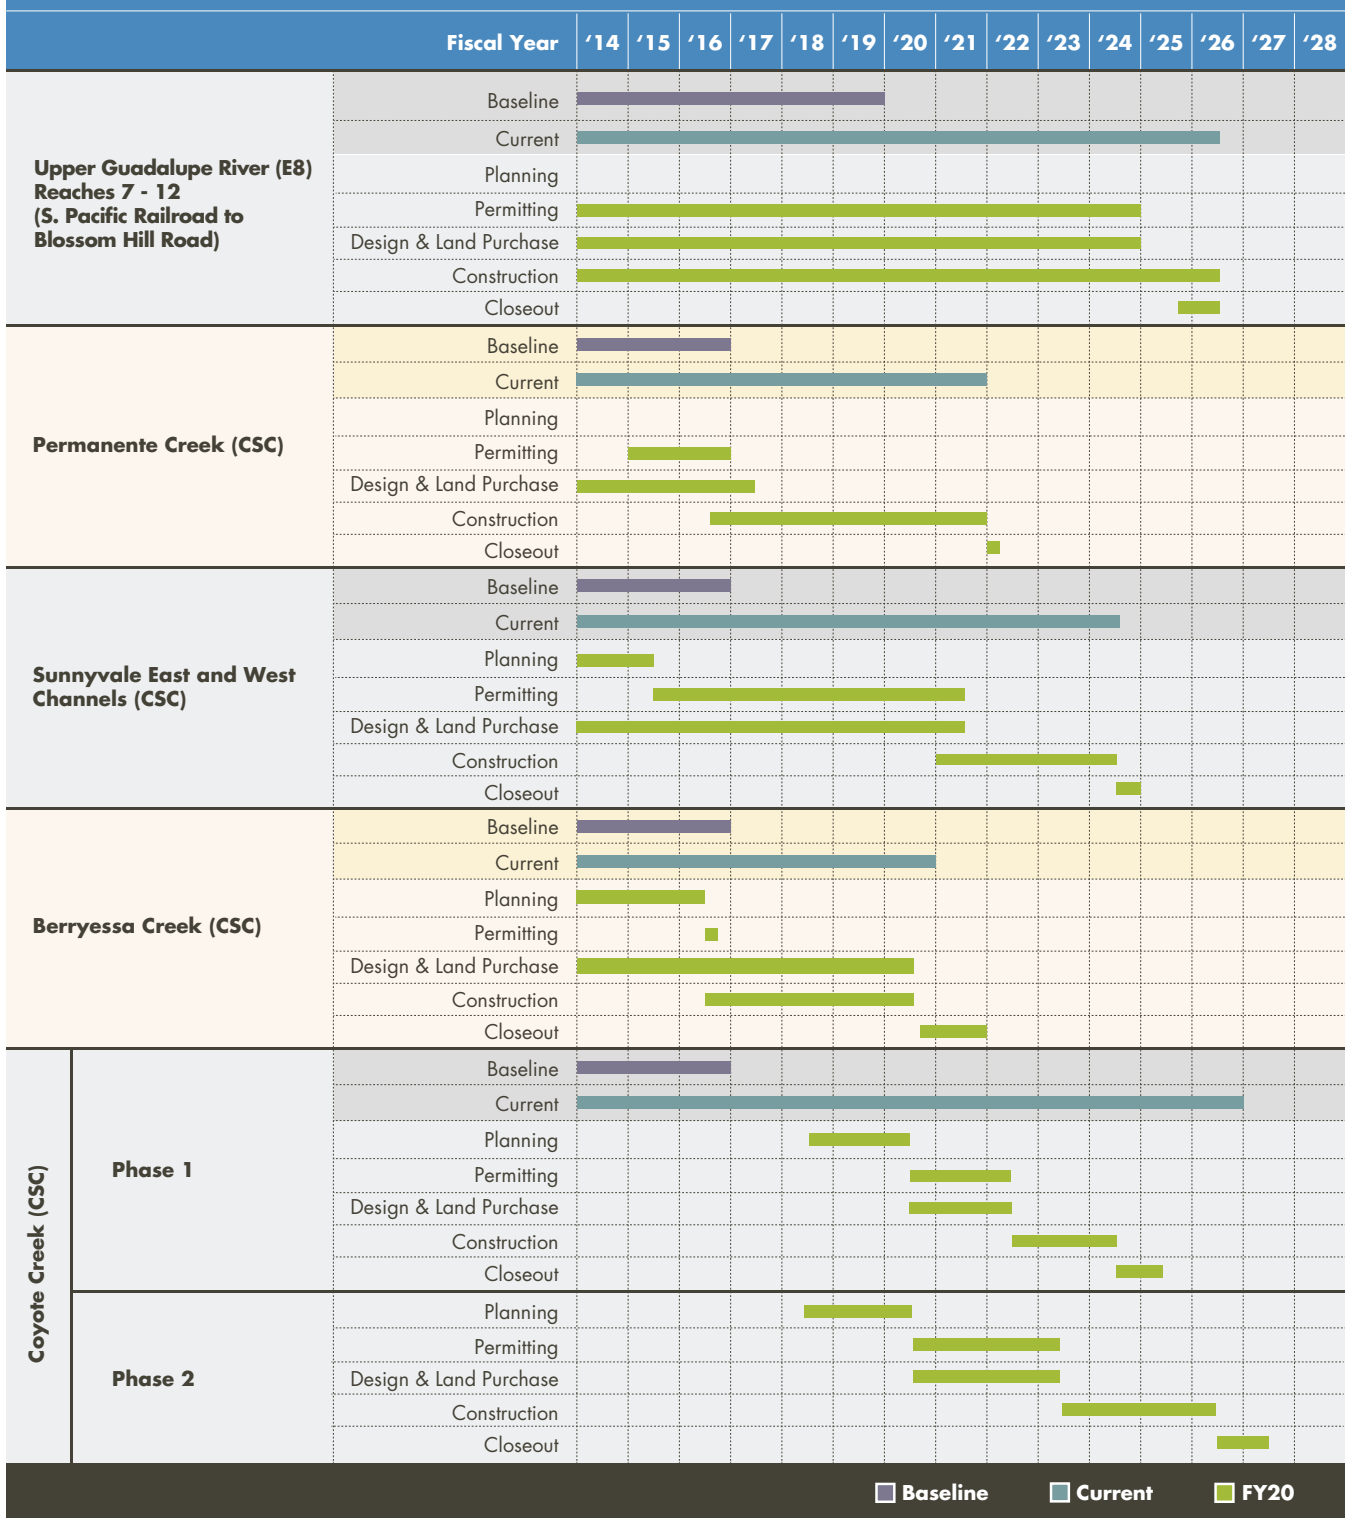 Fiscal Year ‘14 ‘15 ‘16 ‘17 ‘18 ‘19 ‘20 ‘21 ‘22 ‘23 ‘24 ‘25 ‘26 ‘27 ‘28
Upper Guadalupe River (E8)
Reaches 7 - 12
(S. Pacific Railroad to
Blossom Hill Road)
Baseline
Current
Planning
Permitting
Design & Land Purchase
Construction
Closeout
Permanente Creek (CSC)
Baseline
Current
Planning
Permitting
Design & Land Purchase
Construction
Closeout
Sunnyvale East and West
Channels (CSC)
Baseline
Current
Planning
Permitting
Design & Land Purchase
Construction
Closeout
Berryessa Creek (CSC)
Baseline
Current
Planning
Permitting
Design & Land Purchase
Construction
Closeout
Coyote Creek (CSC)
Phase 1
Baseline
Current
Planning
Permitting
Design & Land Purchase
Construction
Closeout
Phase 2
Planning
Permitting
Design & Land Purchase
Construction
Closeout
Baseline Current FY20